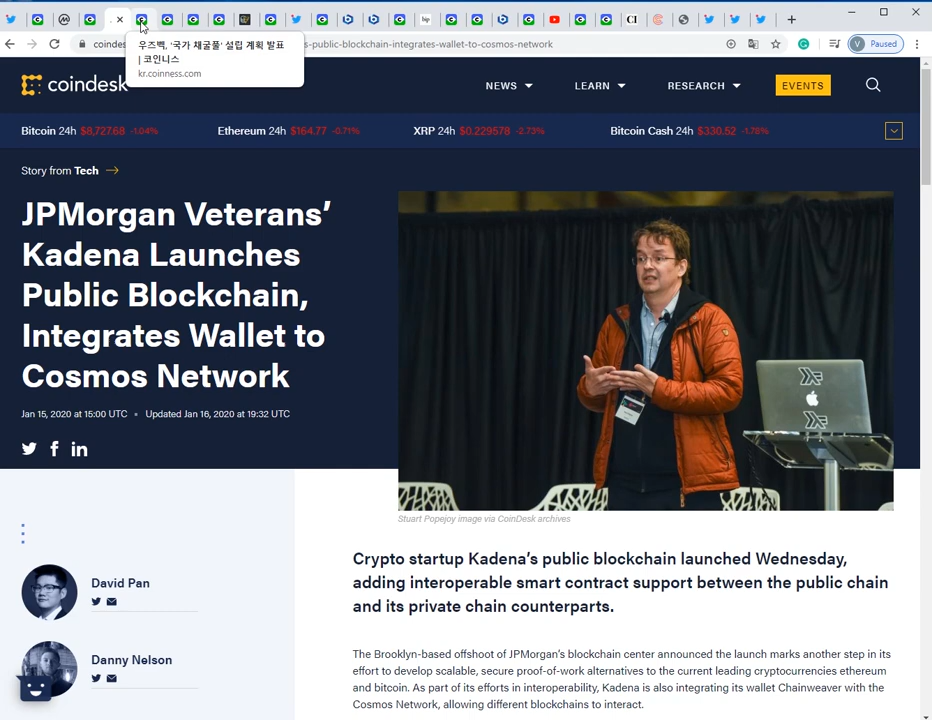 CI
bp
우즈벡, '국가 채굴풀' 설립 계획 발표
| 코인니스
kr.coinness.com
s-public-blockchain-integrates-wallet-to-cosmos-network
V Paused
coindesk
NEWS
LEARN
RESEARCH
EVENTS
Bitcoin 24h $8,727.68 -1.04%
Ethereum 24h $164.77 -0.71%
XRP 24h $0.229578 -2.73%
Bitcoin Cash 24h $330.52 -1.76%
Story from Tech
JPMorgan Veterans’
Kadena Launches
Public Blockchain,
Integrates Wallet to
Cosmos Network
Jan 15, 2020 at 15:00 UTC • Updated Jan 16, 2020 at 19:32 UTC
Stuart Popejoy image via CoinDesk archives
David Pan
Danny Nelson
Crypto startup Kadena’s public blockchain launched Wednesday,
adding interoperable smart contract support between the public chain
and its private chain counterparts.
The Brooklyn-based offshoot of JPMorgan’s blockchain center announced the launch marks another step in its
effort to develop scalable, secure proof-of-work alternatives to the current leading cryptocurrencies ethereum
and bitcoin. As part of its efforts in interoperability, Kadena is also integrating its wallet Chainweaver with the
Cosmos Network, allowing different blockchains to interact.